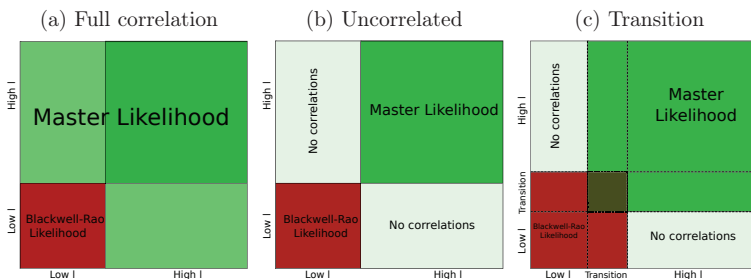 (a) Full correlation
(b) Uncorrelated
(c) Transition
High l
Low l
Master Likelihood
Blackwell-Rao
Likelihood
Low l
High l
High l
Low l
No correlations
Master Likelihood
Blackwell-Rao
Likelihood
No correlations
Low l
High l
High l
Transition
Low l
No correlations
Master
Likelihood
Blackwell-Rao
Likelihood
No correlations
Low l
Transition
High l